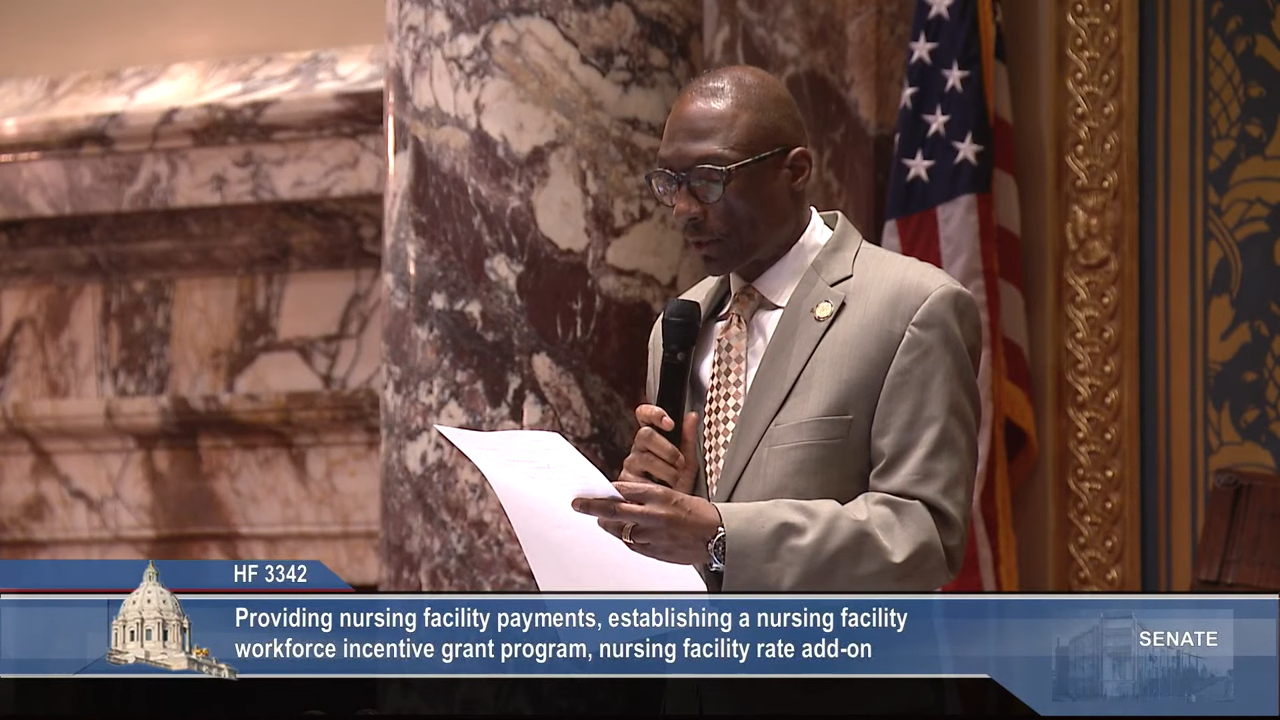 HF 3342
Providing nursing facility payments, establishing a nursing facility
workforce incentive grant program, nursing facility rate add-on
SENATE